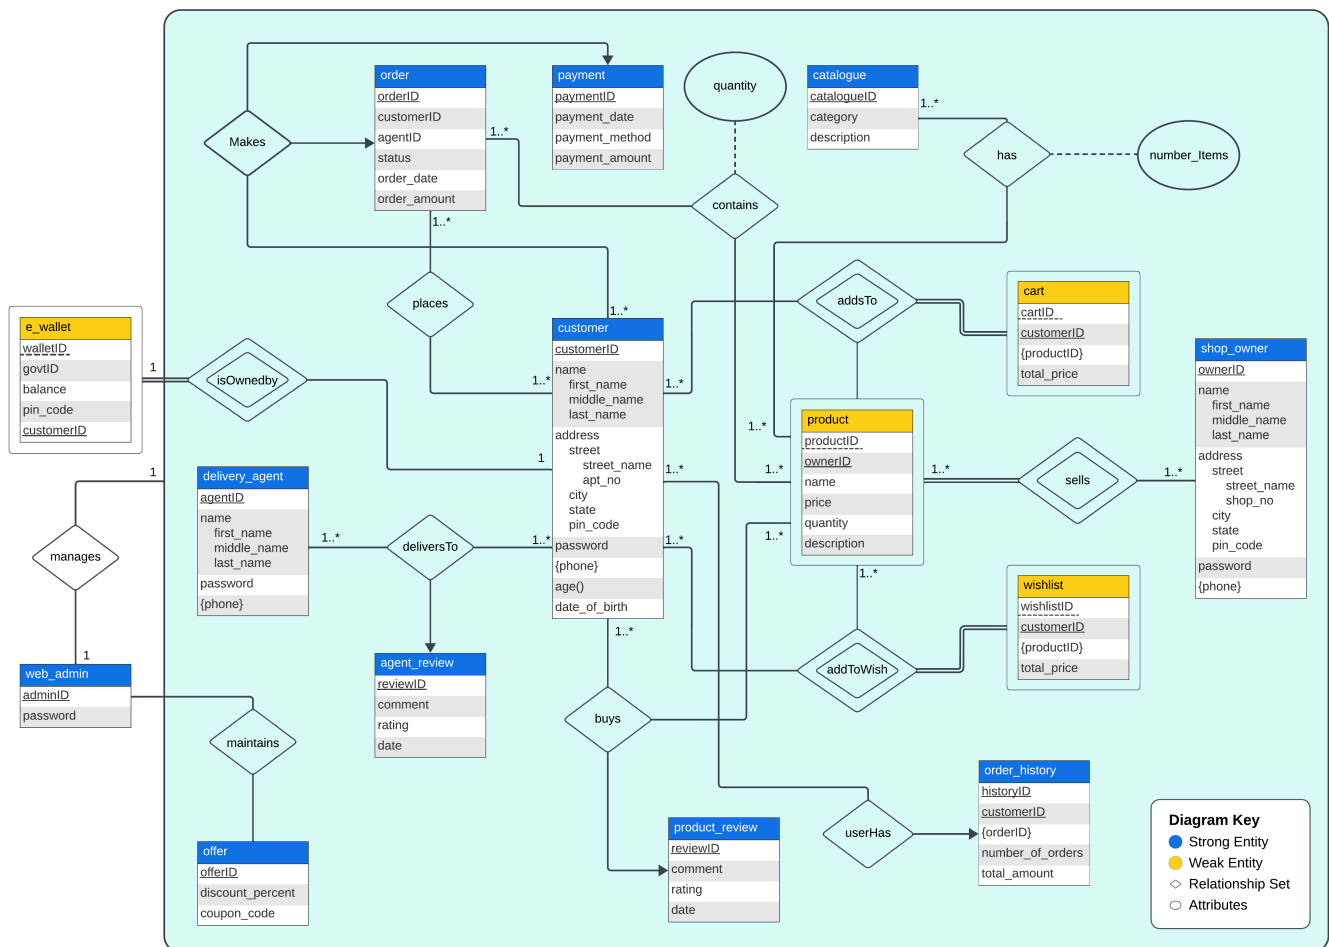 order
orderID
customerID
agentID
status
order_date
order_amount
payment
paymentID
payment_date
payment_method
payment_amount
quantity
catalogue
catalogueID
category
description
1..*
Makes
1..*
has
number_Items
contains
1..*
places
1..*
addsTo
cart
cartID
customerID
{productID}
total_price
e_wallet
walletID
govtID
balance
pin_code
customerID
1
isOwnedby
customer
customerID
name
first_name
middle_name
last_name
address
street
street_name
apt_no
city
state
pin_code
password
{phone}
age()
date_of_birth
1..*
1..*
1
1..*
1..*
1..*
1..*
product
productID
ownerID
name
price
quantity
description
1..*
1..*
1..*
1..*
1..*
sells
1..*
shop_owner
ownerID
name
first_name
middle_name
last_name
address
street
street_name
shop_no
city
state
pin_code
password
{phone}
1
manages
1
delivery_agent
agentID
name
first_name
middle_name
last_name
password
{phone}
1..*
deliversTo
wishlist
wishlistID
customerID
{productID}
total_price
addToWish
web_admin
adminID
password
agent_review
reviewID
comment
rating
date
buys
maintains
offer
offerID
discount_percent
coupon_code
product_review
reviewID
comment
rating
date
userHas
order_history
historyID
customerID
{orderID}
number_of_orders
total_amount
Diagram Key
Strong Entity
Weak Entity
Relationship Set
Attributes